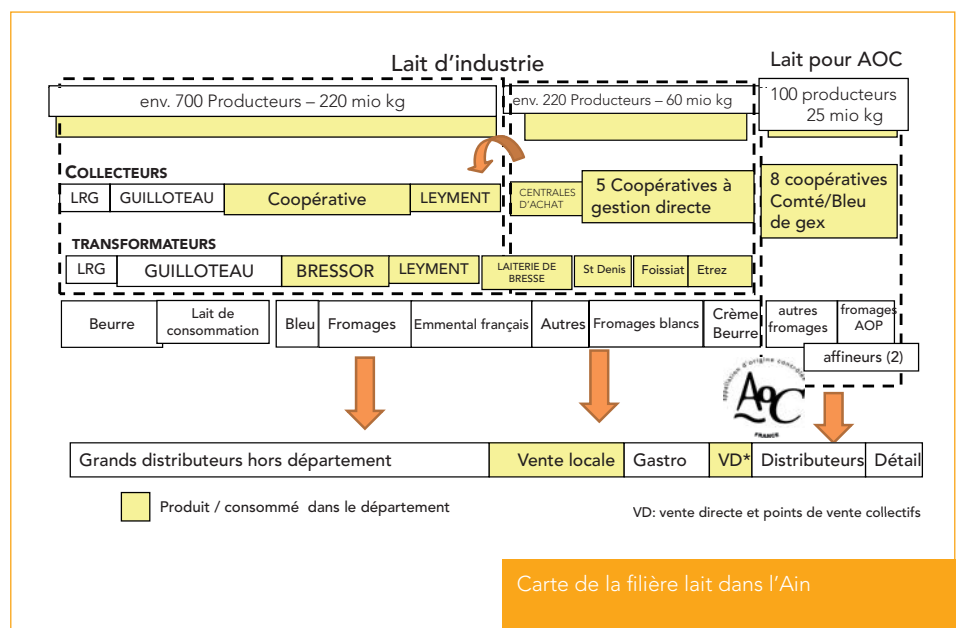 Lait d'industrie
Lait pour AOC
env. 700 Producteurs – 220 mio kg
env. 220 Producteurs – 60 mio kg
100 producteurs
25 mio kg
COLLECTEURS
LRG
GUILLOTEAU
Coopérative
LEYMENT
CENTRALES
D'ACHAT
5 Coopératives à
gestion directe
8 coopératives
Comté/Bleu
de gex
TRANSFORMATEURS
LRG
GUILLOTEAU
BRESSOR
LEYMENT
LAITERIE DE
BRESSE
St Denis
Foissiat
Etrez
Beurre
Lait de
consommation
Bleu
Fromages
Emmental français
Autres
Fromages blancs
Crème
Beurre
autres
fromages
fromages
AOP
affineurs (2)
appellation d'origine contrôlée
AOC
FRANCE
Grands distributeurs hors département
Vente locale
Gastro
VD*
Distributeurs
Détail
Produit / consommé dans le département
VD: vente directe et points de vente collectifs
Carte de la filière lait dans l'Ain